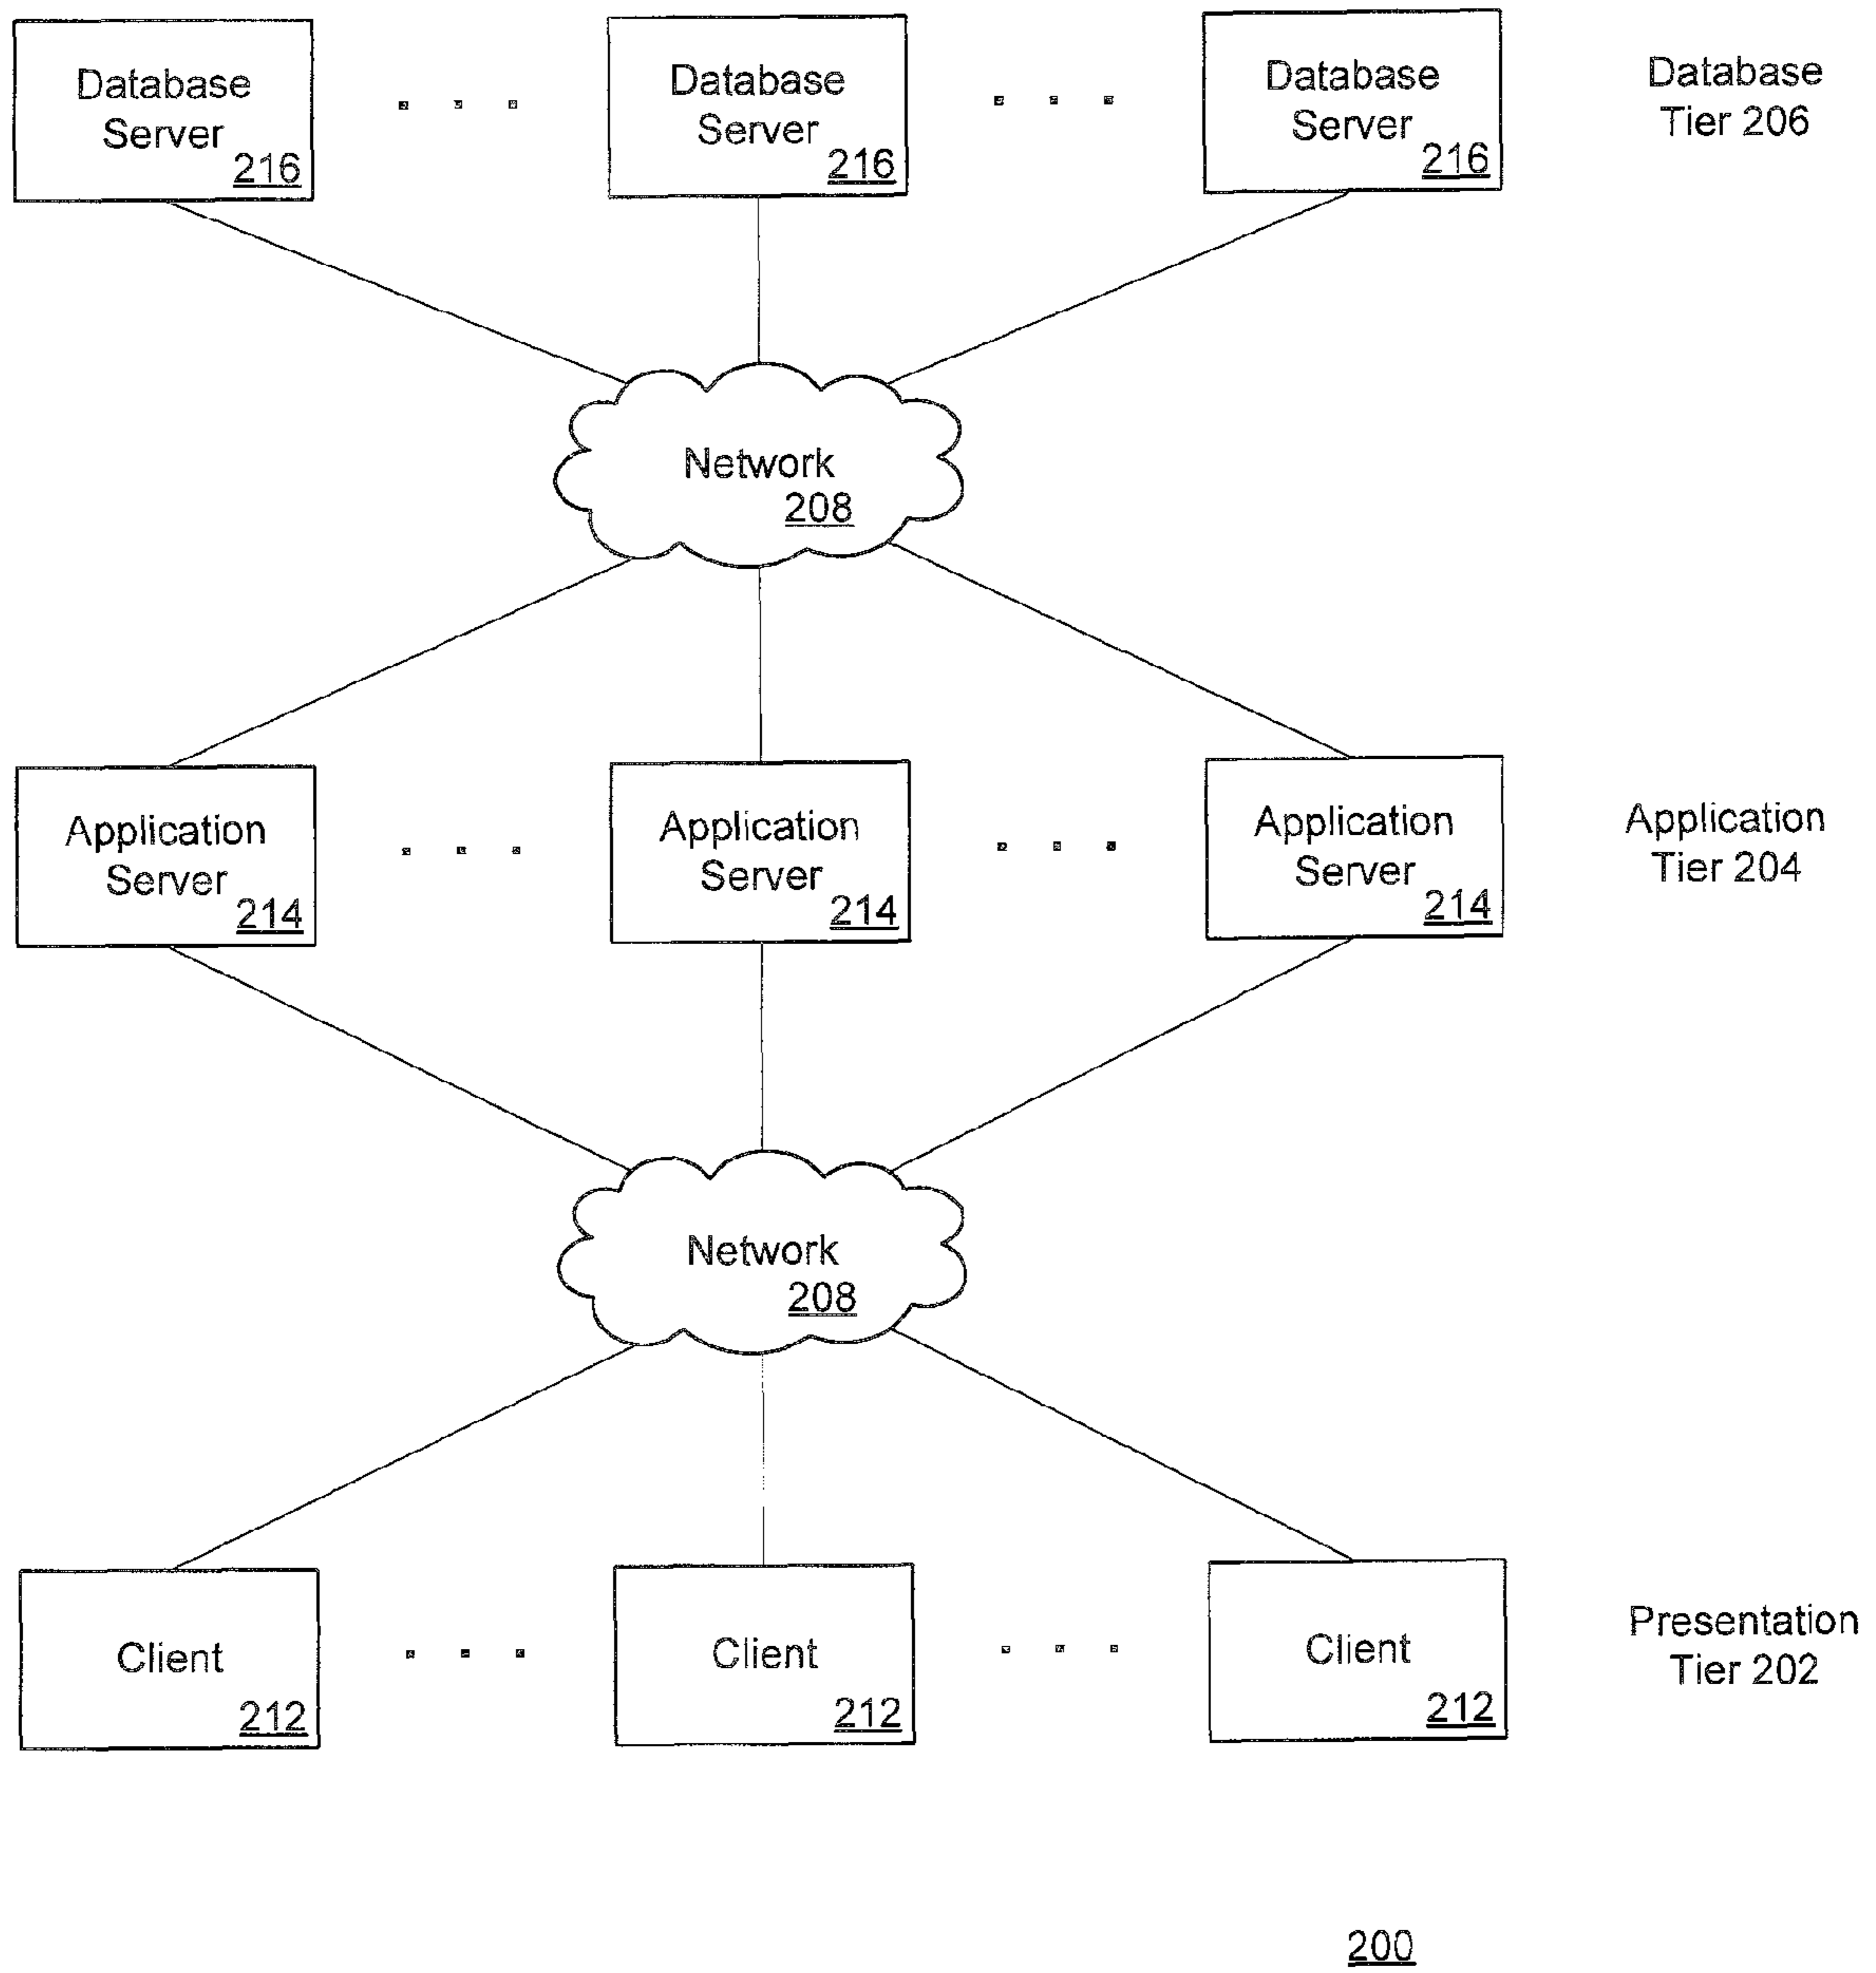 Database
Server
216
Database
Server
216
Database
Server
216
Database
Tier 206
Network
208
Application
Server
214
Application
Server
214
Application
Server
214
Application
Tier 204
Network
208
Client
212
Client
212
Client
212
Presentation
Tier 202
200